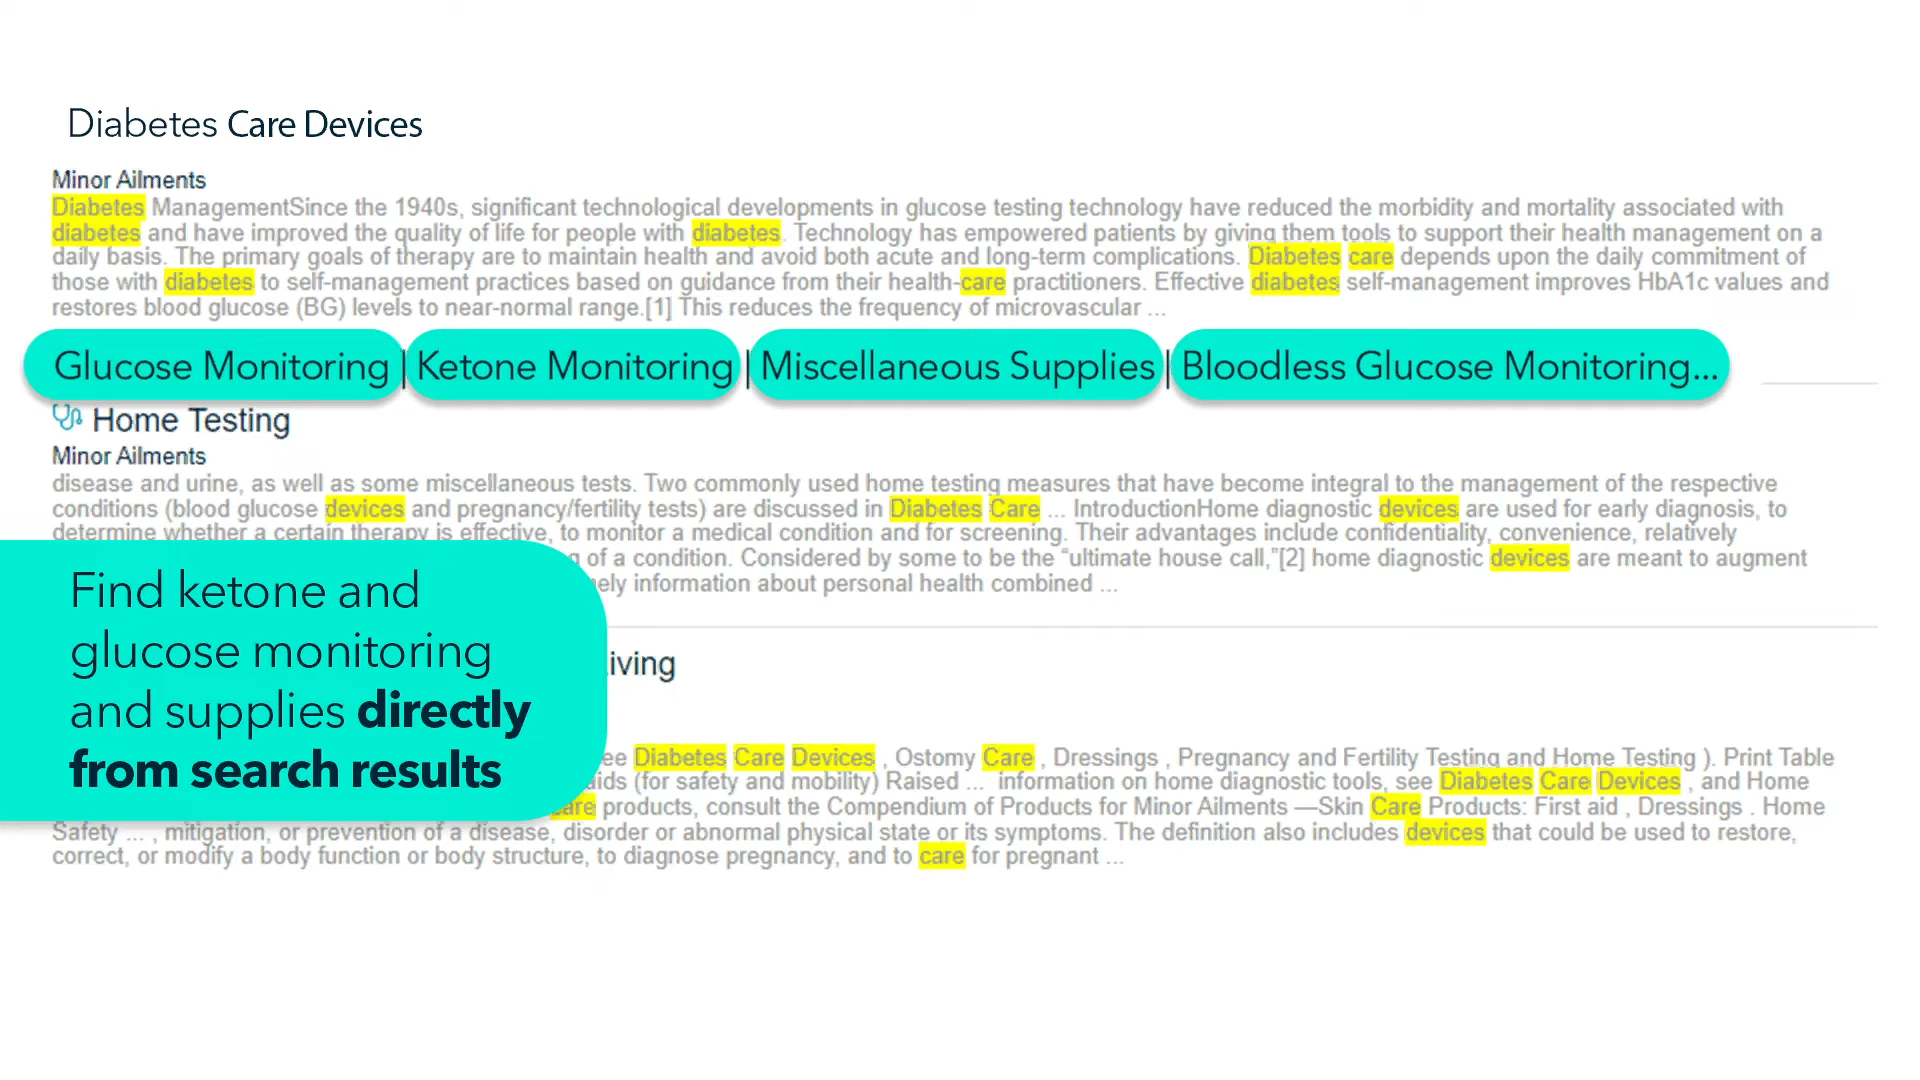 Diabetes Care Devices
Minor Ailments
Diabetes ManagementSince the 1940s, significant technological developments in glucose testing technology have reduced the morbidity and mortality associated with
diabetes and have improved the quality of life for people with diabetes. Technology has empowered patients by giving them tools to support their health management on a
daily basis. The primary goals of therapy are to maintain health and avoid both acute and long-term complications. Diabetes care depends upon the daily commitment of
those with diabetes to self-management practices based on guidance from their health-care practitioners. Effective diabetes self-management improves HbA1c values and
restores blood glucose (BG) levels to near-normal range.[1] This reduces the frequency of microvascular ...
Glucose Monitoring | Ketone Monitoring | Miscellaneous Supplies | Bloodless Glucose Monitoring...
Home Testing
Minor Ailments
disease and urine, as well as some miscellaneous tests. Two commonly used home testing measures that have become integral to the management of the respective
conditions (blood glucose devices and pregnancy/fertility tests) are discussed in Diabetes Care ... IntroductionHome diagnostic devices are used for early diagnosis, to
determine whether a certain therapy is effective, to monitor a medical condition and for screening. Their advantages include confidentiality, convenience, relatively
of a condition. Considered by some to be the “ultimate house call,”[2] home diagnostic devices are meant to augment
ely information about personal health combined ...
Find ketone and
glucose monitoring
and supplies directly
from search results
iving
ee Diabetes Care Devices , Ostomy Care , Dressings , Pregnancy and Fertility Testing and Home Testing ). Print Table
aids (for safety and mobility) Raised ... information on home diagnostic tools, see Diabetes Care Devices , and Home
care products, consult the Compendium of Products for Minor Ailments —Skin Care Products: First aid , Dressings . Home
Safety ... , mitigation, or prevention of a disease, disorder or abnormal physical state or its symptoms. The definition also includes devices that could be used to restore,
correct, or modify a body function or body structure, to diagnose pregnancy, and to care for pregnant ...